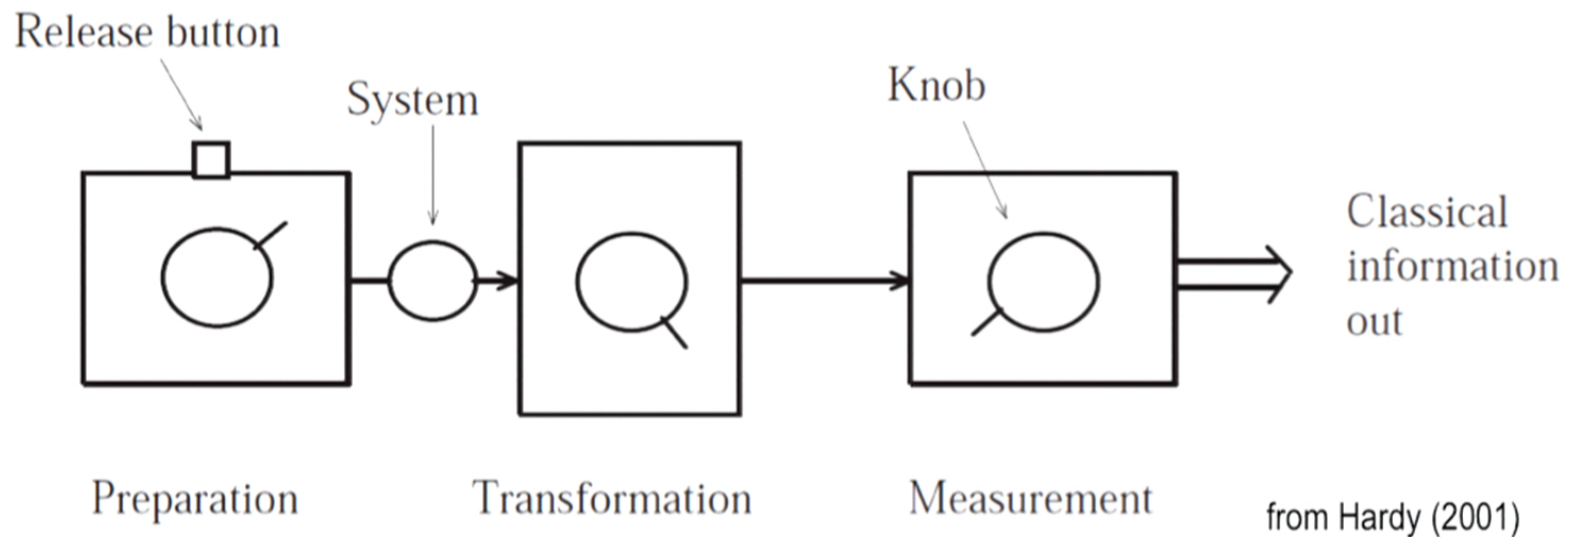 Release button
System
Knob
Classical
information
out
Preparation
Transformation
Measurement
from Hardy (2001)